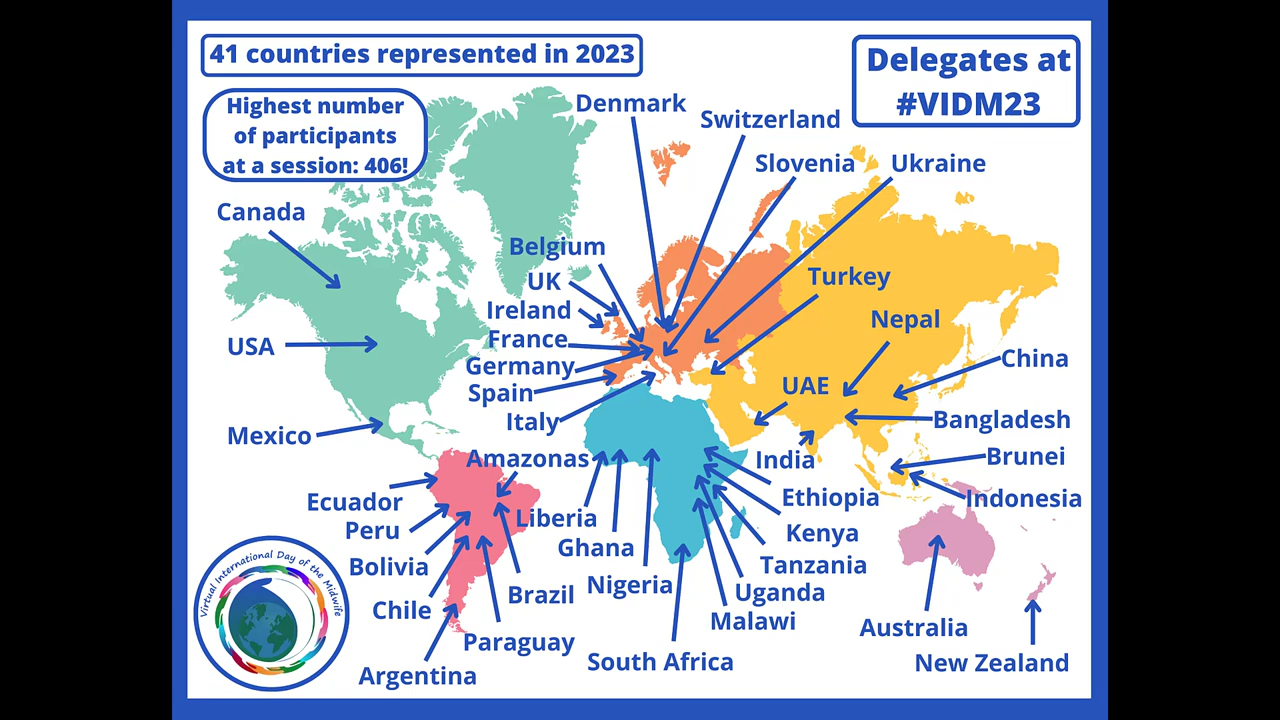 41 countries represented in 2023
Delegates at
#VIDM23
Highest number
of participants
at a session: 406!
Denmark
Switzerland
Slovenia
Ukraine
Canada
Belgium
UK
Turkey
Ireland
Nepal
France
USA
China
Germany
UAE
Spain
Italy
Bangladesh
Mexico
Brunei
Amazonas
India
Ecuador
Ethiopia
Indonesia
Peru
Liberia
Kenya
Ghana
Bolivia
Tanzania
Nigeria
Brazil
Uganda
Chile
Malawi
Australia
Paraguay
South Africa
New Zealand
Argentina
Virtual International Day of the Midwife